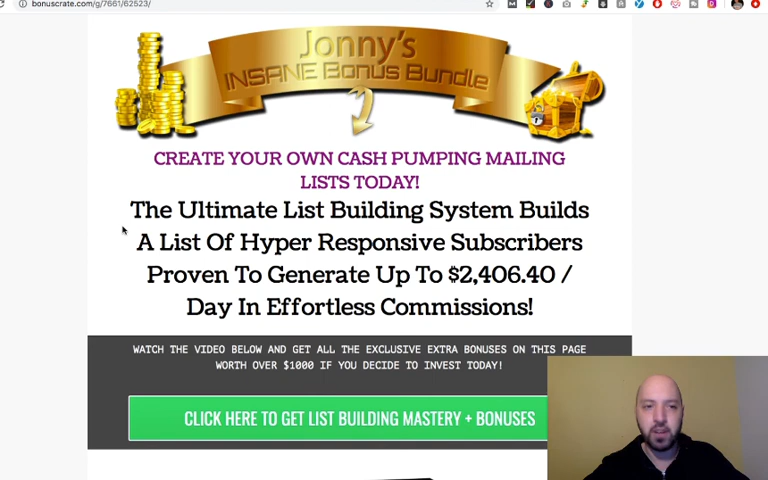 bonuscrate.com/g/7661/62523/
Jonny's
INSANE Bonus Bundle
CREATE YOUR OWN CASH PUMPING MAILING
LISTS TODAY!
The Ultimate List Building System Builds
A List Of Hyper Responsive Subscribers
Proven To Generate Up To $2,406.40 /
Day In Effortless Commissions!
WATCH THE VIDEO BELOW AND GET ALL THE EXCLUSIVE EXTRA BONUSES ON THIS PAGE
WORTH OVER $1000 IF YOU DECIDE TO INVEST TODAY!
CLICK HERE TO GET LIST BUILDING MASTERY + BONUSES